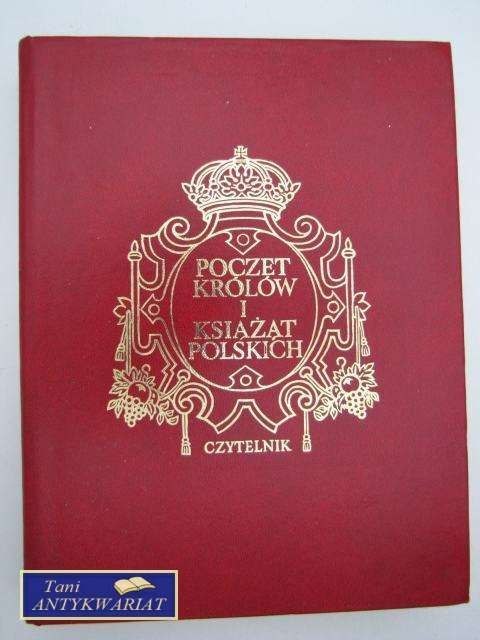 POCZET
KRÓLÓW
I
KSIĄŻĄT
POLSKICH
CZYTELNIK
Tani
ANTYKWARIAT